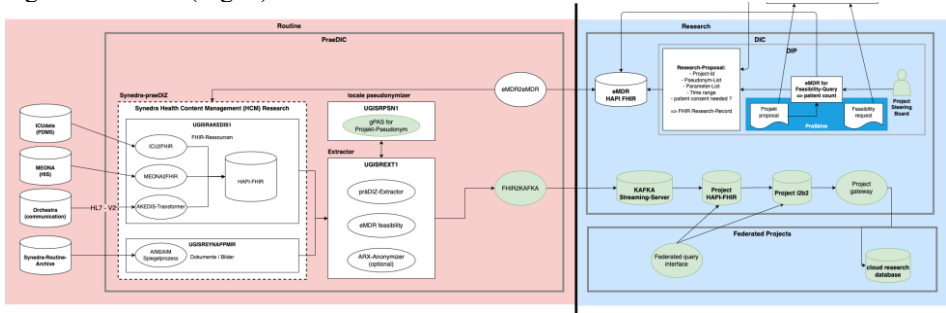 Routine
PraeDIC
Synedra-praeDIZ
Synedra Health Content Management (HCM) Research
UGISRAKEDIS1
FHIR-Ressourcen
ICU2FHIR
MEONA2FHIR
AKEDIS-Transformer
HAPI-FHIR
UGISRSYNAPPMIR
AIM2AIM
Spiegelprozess
Dokumente / Bilder
ICUdata
(PDMS)
MEONA
(HIS)
Orchestra
(communication)
HL7 - V2
Synedra-Routine-
Archive
locale pseudonymizer
UGISRPSN1
gPAS for
Projekt-Pseudonym
Extractor
UGISREXT1
präDIZ-Extractor
eMDR feasibility
ARX-Anonymizer
(optional)
eMDR2eMDR
FHIR2KAFKA
Research
DIC
DIP
eMDR
HAPI FHIR
Research-Proposal:
- Project-Id
- Pseudonym-List
- Parameter-List
- Time range
- patient consent needed ?
=> FHIR Research-Record
eMDR for
Feasibility-Query
=> patient count
Projekt
proposal
Feasibility
request
ProSkive
Project
Steering
Board
KAFKA
Streaming-Server
Project
HAPI-FHIR
Project i2b2
Project
gateway
Federated Projects
Federated query
interface
cloud research
database